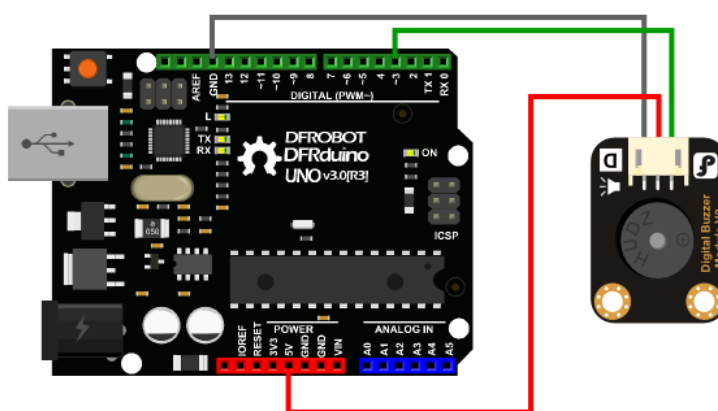 AREF
GND
13
12
~11
~10
~9
8
7
~6
~5
4
~3
2
TX 1
RX 0
DIGITAL (PWM~)
L
TX
RX
DFROBOT
DFRduino
UNO v3.0[R3]
ON
ICSP
050
POWER
ANALOG IN
IOREF
RESET
3V3
5V
GND
GND
VIN
A0
A1
A2
A3
A4
A5
D
HUDZ
Digital Buzzer